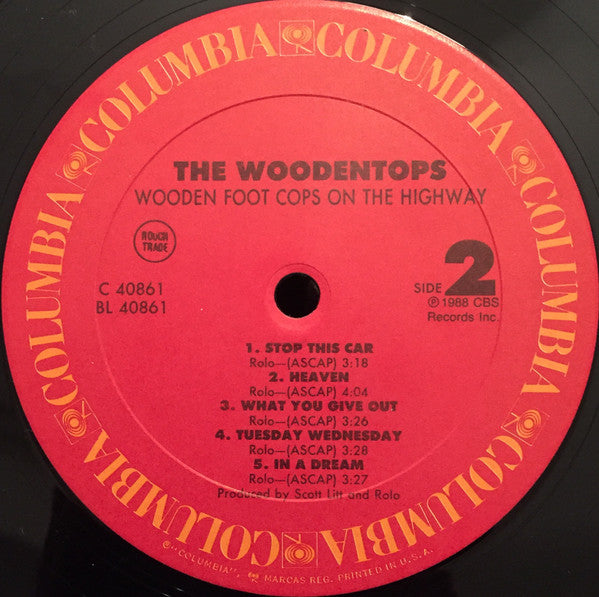 COLUMBIA COLUMBIA COLUMBIA COLUMBIA COLUMBIA COLUMBIA
THE WOODENTOPS
WOODEN FOOT COPS ON THE HIGHWAY
ROUGH
TRADE
C 40861
BL 40861
SIDE 2
℗ 1988 CBS
Records Inc.
1. STOP THIS CAR
Rolo—(ASCAP) 3:18
2. HEAVEN
Rolo—(ASCAP) 4:04
3. WHAT YOU GIVE OUT
Rolo—(ASCAP) 3:26
4. TUESDAY WEDNESDAY
Rolo—(ASCAP) 3:28
5. IN A DREAM
Rolo—(ASCAP) 3:27
Produced by Scott Litt and Rolo
"COLUMBIA", MARCAS REG. PRINTED IN U.S.A.